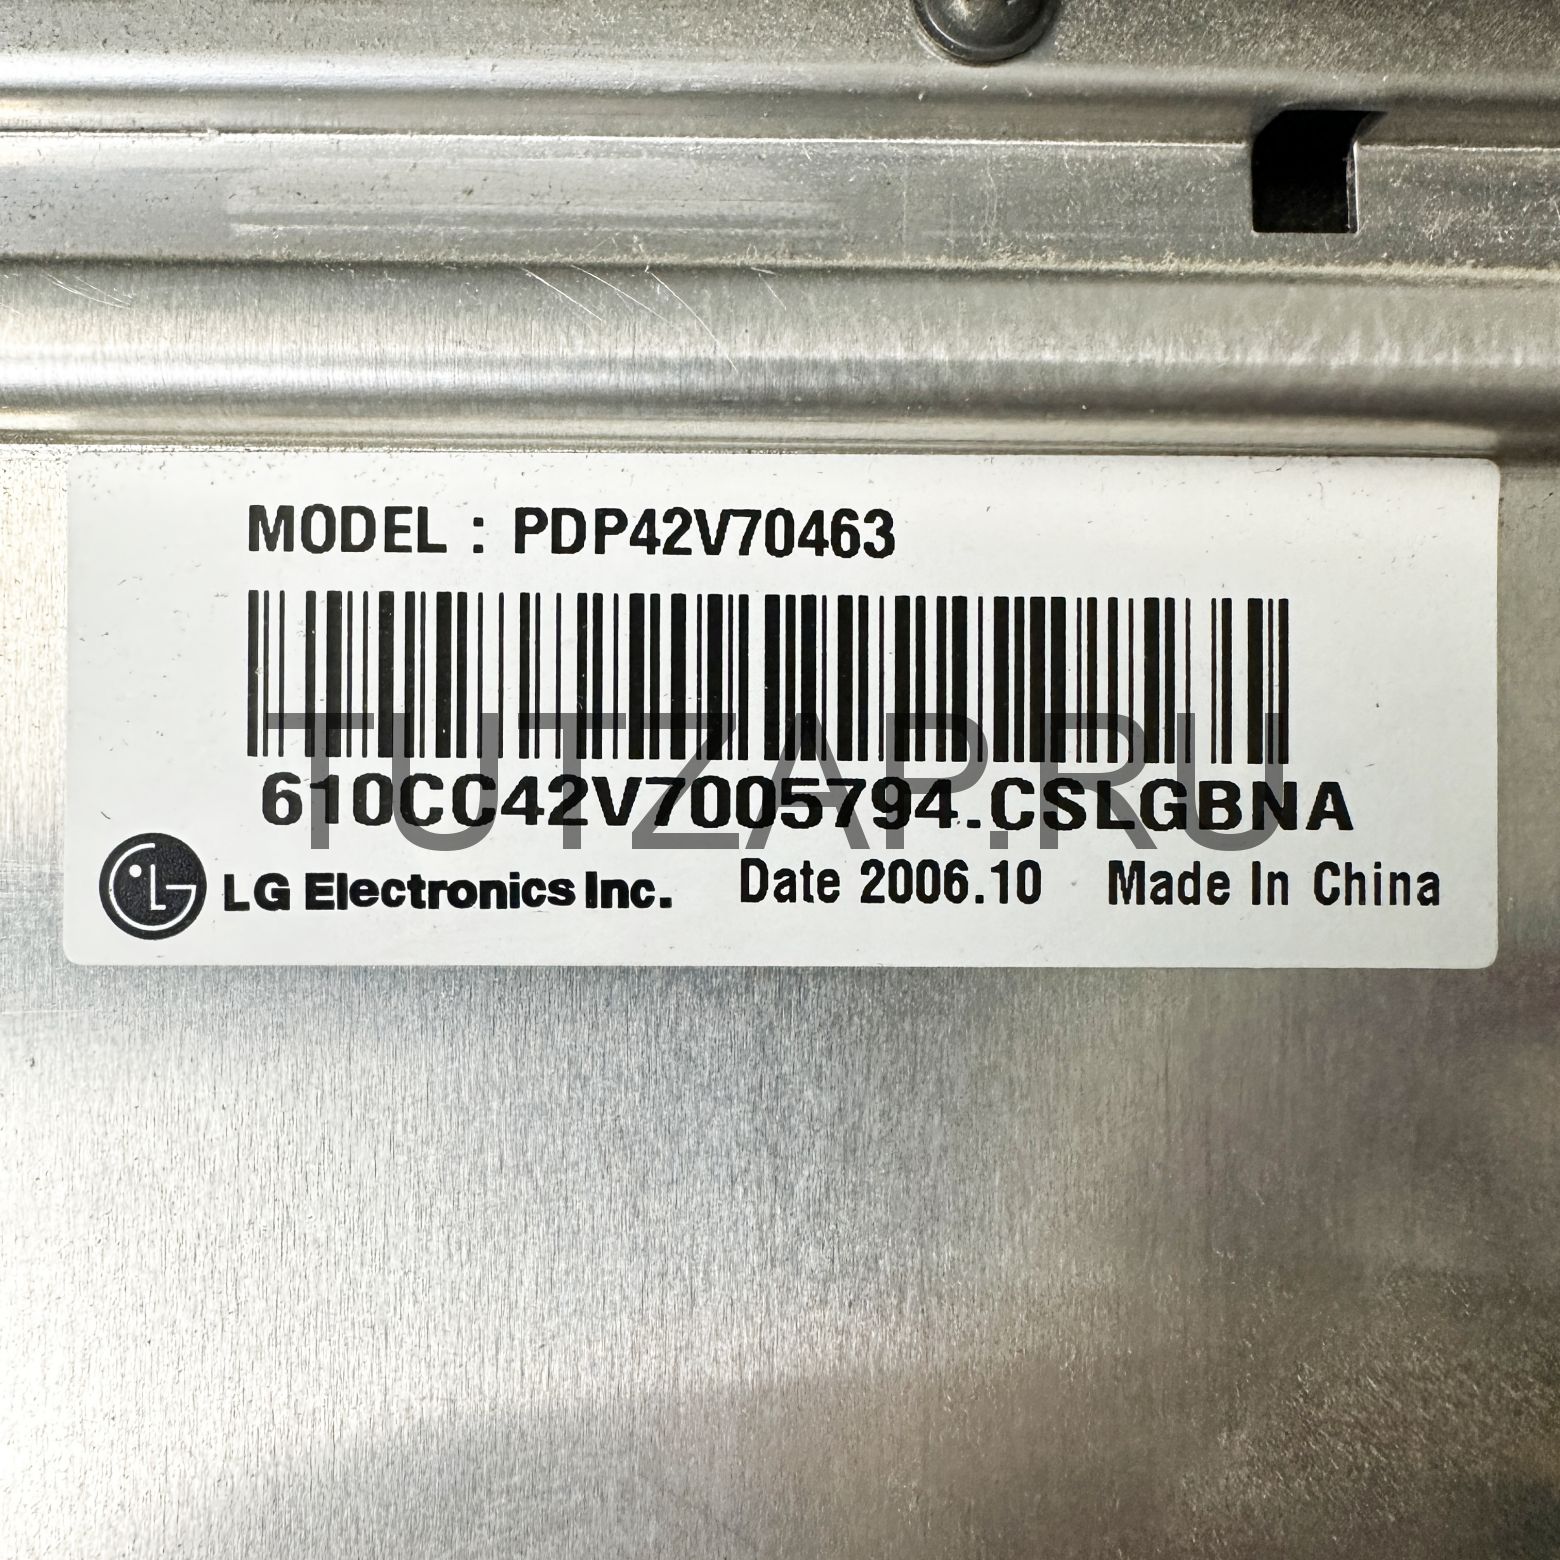 MODEL : PDP42V70463
TUTZAP.RU
610CC42V7005794.CSLGBNA
LG Electronics Inc. Date 2006.10 Made In China